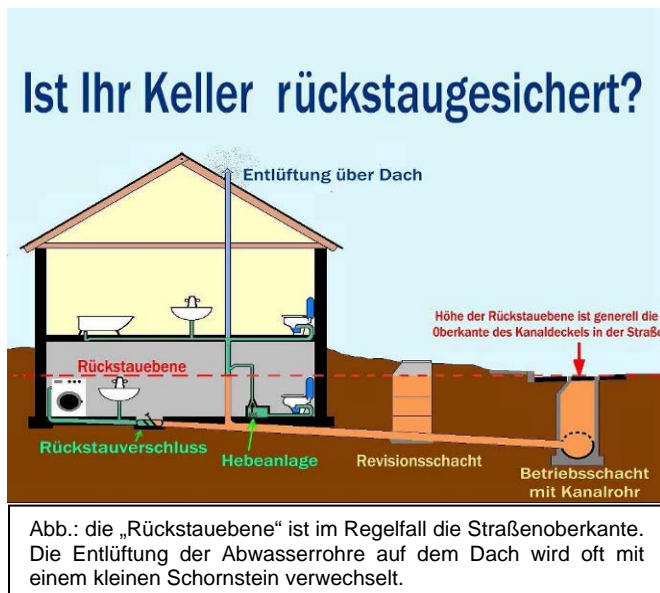 Ist Ihr Keller rückstaugesichert?
Entlüftung über Dach
Höhe der Rückstauebene ist generell die
Oberkante des Kanaldeckels in der Straße
Rückstauebene
Rückstauverschluss
Hebeanlage
Revisionsschacht
Betriebsschacht
mit Kanalrohr
Abb.: die „Rückstauebene“ ist im Regelfall die Straßenoberkante.
Die Entlüftung der Abwasserrohre auf dem Dach wird oft mit
einem kleinen Schornstein verwechselt.